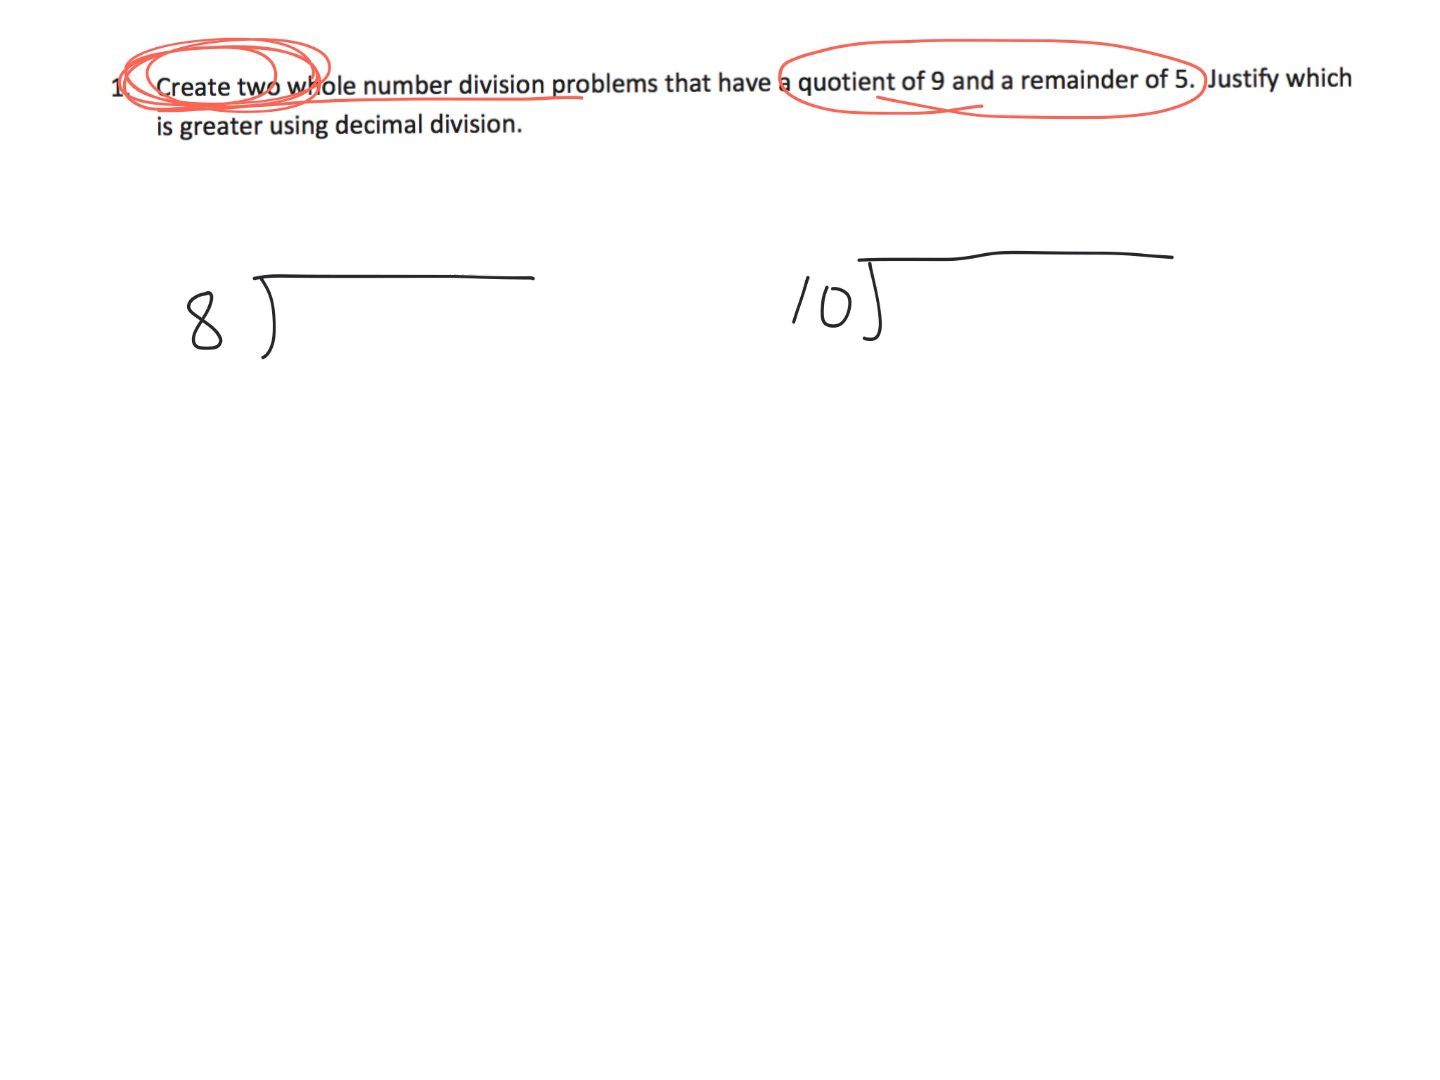 1. Create two whole number division problems that have a quotient of 9 and a remainder of 5. Justify which
is greater using decimal division.
8 10